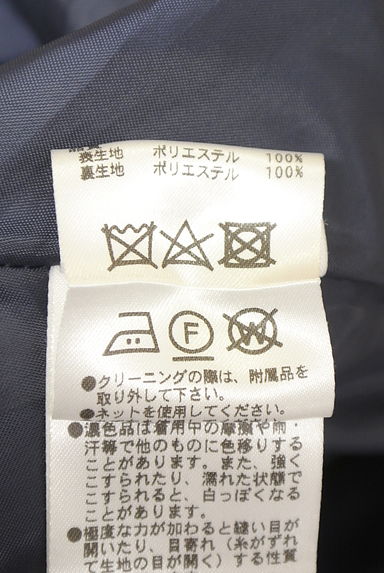 品質
表生地 ポリエステル 100%
裏生地 ポリエステル 100%
F W
●クリーニングの際は、附属品を
取り外して下さい。
●ネットを使用してください。
●濃色品は着用中の摩擦や雨・
汗等で他のものに色移りする
ことがあります。また、強く
こすられたり、濡れた状態で
こすられると、白っぽくなる
ことがあります。
●極度な力が加わると縫い目が
開いたり、目寄れ（糸がずれ
て生地の目が開く）する性質